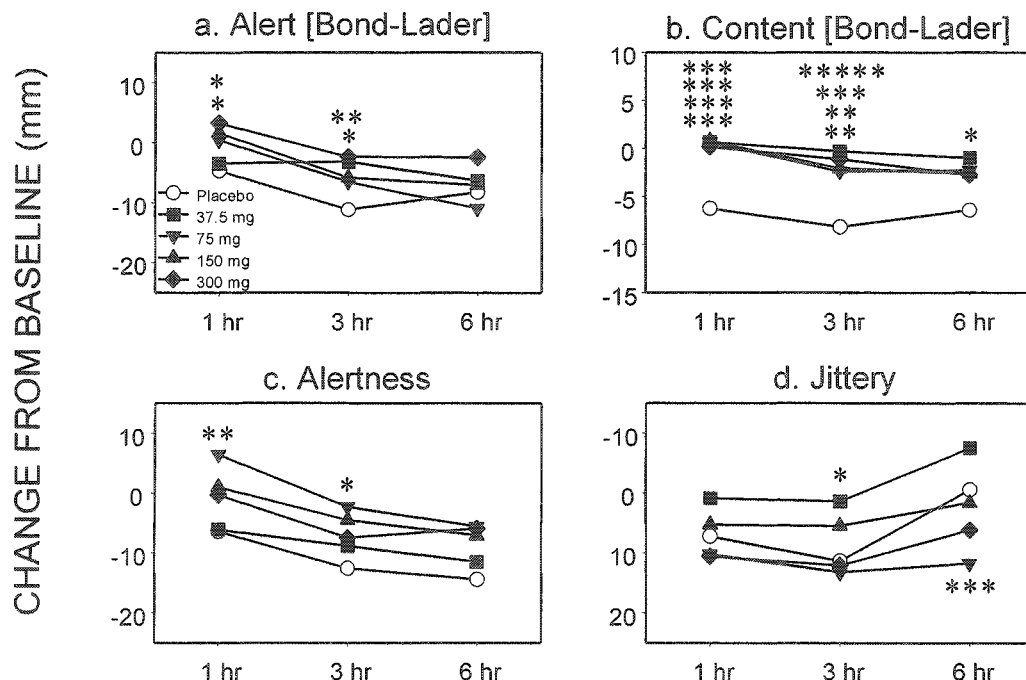 CHANGE FROM BASELINE (mm)
a. Alert [Bond-Lader]
10
0
-10
-20
*
*
**
*
Placebo
37.5 mg
75 mg
150 mg
300 mg
1 hr 3 hr 6 hr
b. Content [Bond-Lader]
10
5
0
-5
-10
-15
***
***
***
***
*****
***
**
**
*
1 hr 3 hr 6 hr
c. Alertness
10
0
-10
-20
**
*
1 hr 3 hr 6 hr
d. Jittery
-10
0
10
20
*
***
1 hr 3 hr 6 hr